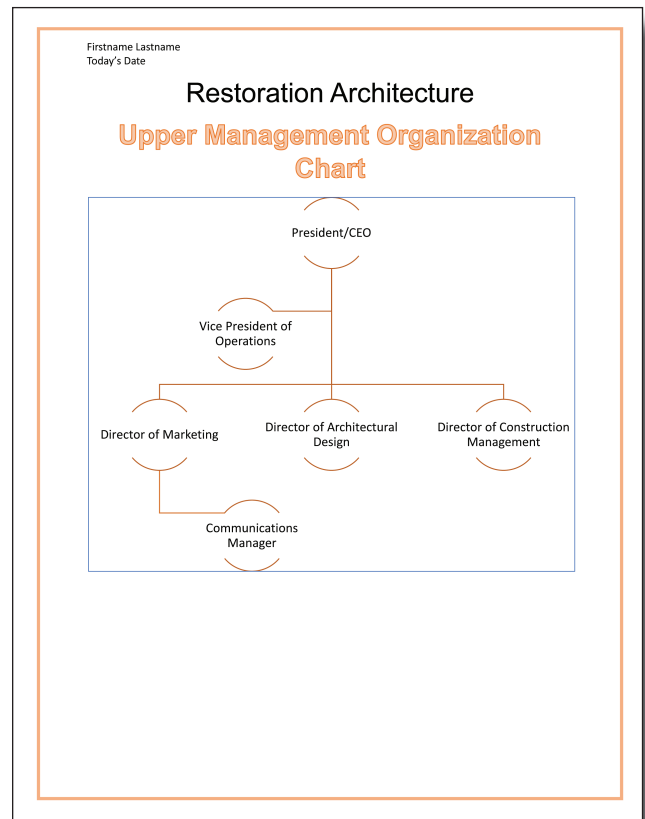 Firstname Lastname
Today’s Date
Restoration Architecture
Upper Management Organization
Chart
President/CEO
Vice President of
Operations
Director of Marketing
Director of Architectural
Design
Director of Construction
Management
Communications
Manager